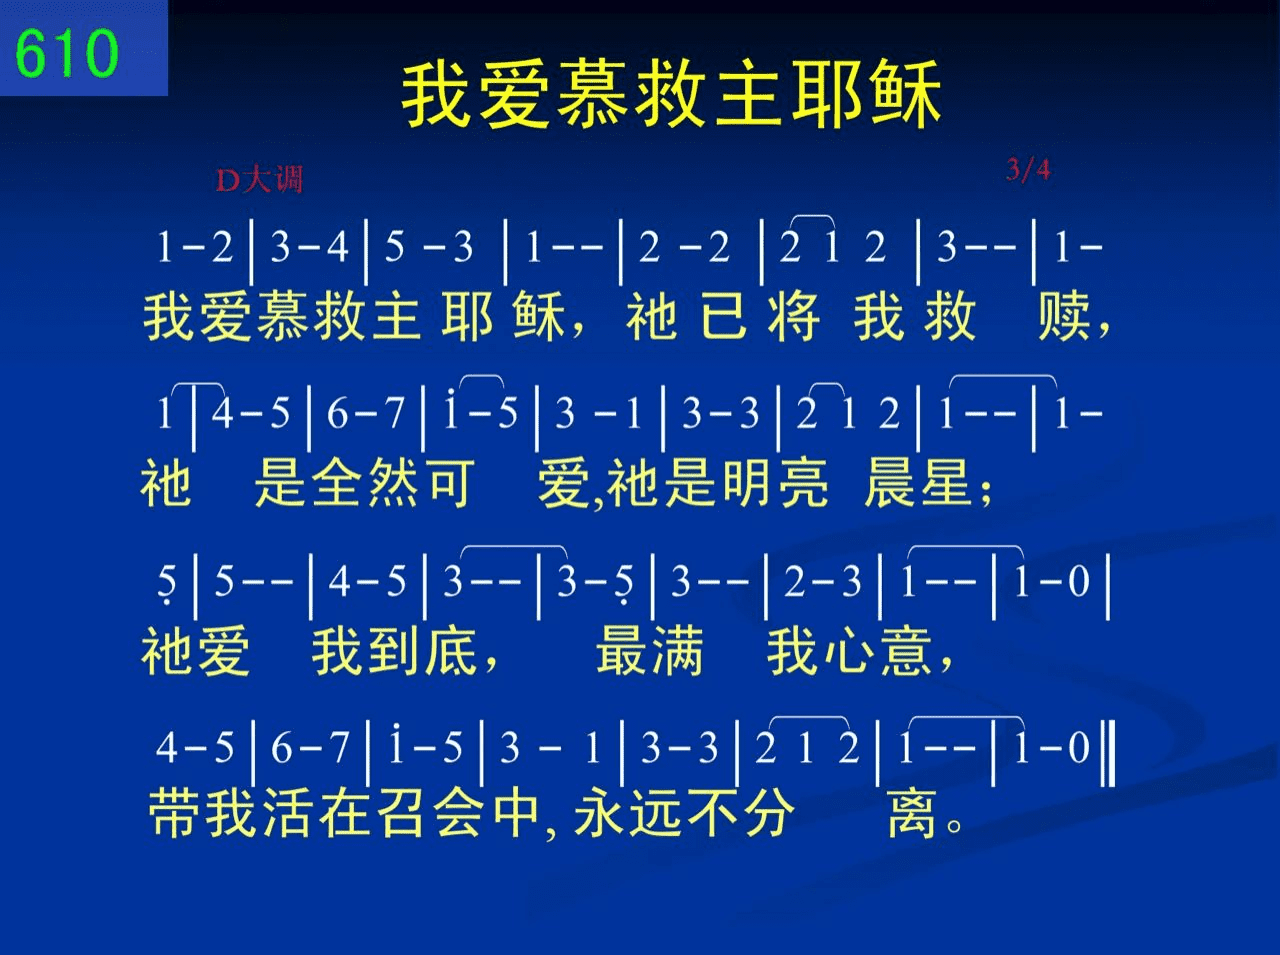 610
我爱慕救主耶稣
D大调 3/4
1-2|3-4|5 -3 |1--|2 -2 |2 1 2 |3--|1-
我爱慕救主 耶 稣，祂 已 将 我 救 赎，
1|4-5|6-7|i-5|3 -1|3-3|2 1 2|1--|1-
祂 是全然可 爱,祂是明亮 晨星；
5̣|5--|4-5|3--|3-5̣|3--|2-3|1--|1-0|
祂爱 我到底， 最满 我心意，
4-5|6-7|i-5|3 - 1|3-3|2 1 2|1--|1-0||
带我活在召会中, 永远不分 离。